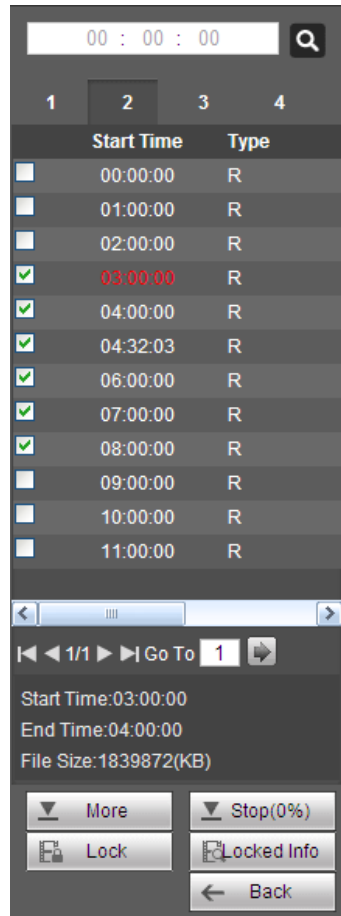 00 : 00 : 00
1 2 3 4
Start Time Type
00:00:00 R
01:00:00 R
02:00:00 R
03:00:00 R
04:00:00 R
04:32:03 R
06:00:00 R
07:00:00 R
08:00:00 R
09:00:00 R
10:00:00 R
11:00:00 R
1/1 Go To 1
Start Time:03:00:00
End Time:04:00:00
File Size:1839872(KB)
More Stop(0%)
Lock Locked Info
Back